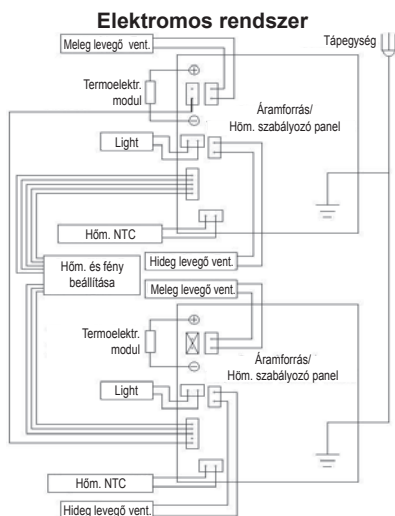 Elektromos rendszer
Meleg levegő vent.
Tápegység
Termoelektr.
modul
Áramforrás/
Hőm. szabályozó panel
Light
Hőm. NTC
Hideg levegő vent.
Hőm. és fény
beállítása
Meleg levegő vent.
Termoelektr.
modul
Áramforrás/
Hőm. szabályozó panel
Light
Hőm. NTC
Hideg levegő vent.